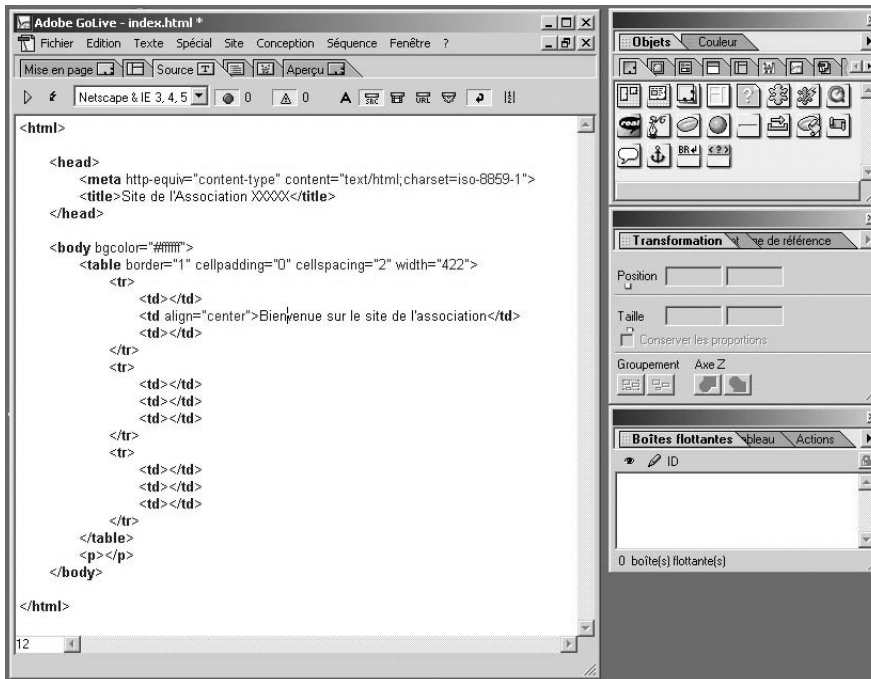 Adobe GoLive - index.html *
Fichier Edition Texte Spécial Site Conception Séquence Fenêtre ?
Mise en page Source T Aperçu
Netscape & IE 3, 4, 5 0 0 A SRC URL
<html>
<head>
<meta http-equiv="content-type" content="text/html;charset=iso-8859-1">
<title>Site de l'Association XXXXX</title>
</head>
<body bgcolor="#ffffff">
<table border="1" cellpadding="0" cellspacing="2" width="422">
<tr>
<td></td>
<td align="center">Bienvenue sur le site de l'association</td>
<td></td>
</tr>
<tr>
<td></td>
<td></td>
<td></td>
</tr>
<tr>
<td></td>
<td></td>
<td></td>
</tr>
</table>
<p></p>
</body>
</html>
12
Objets Couleur
real
BR <?>
Transformation de référence
Position
Taille
Conserver les proportions
Groupement Axe Z
Boîtes flottantes Actions
ID
0 boîte(s) flottante(s)